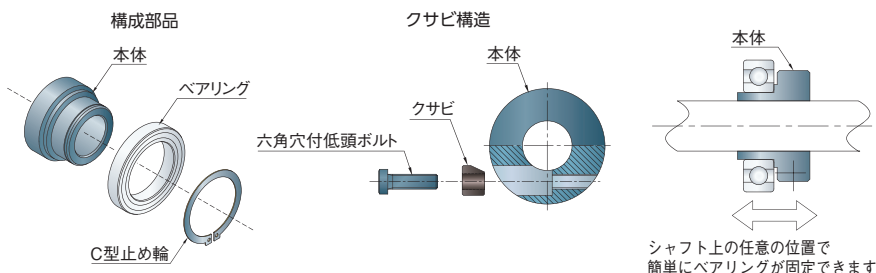 構成部品
本体
ベアリング
C型止め輪
クサビ構造
本体
クサビ
六角穴付低頭ボルト
本体
シャフト上の任意の位置で
簡単にベアリングが固定できます